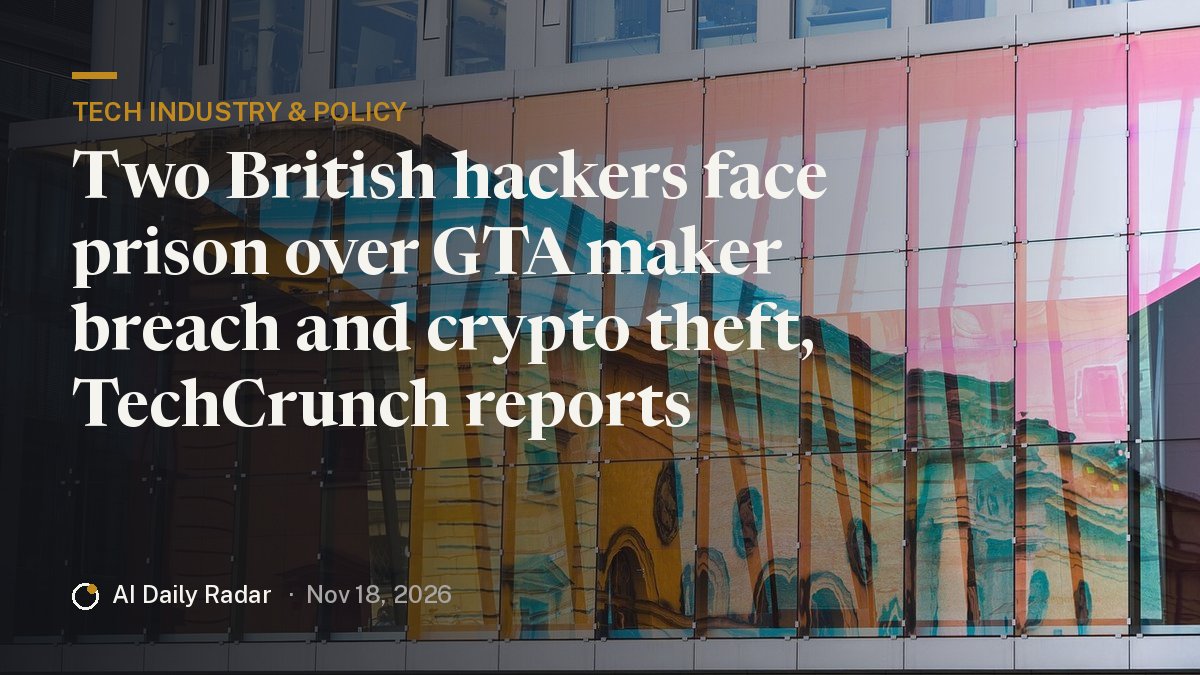 TECH INDUSTRY & POLICY
Two British hackers face
prison over GTA maker
breach and crypto theft,
TechCrunch reports
AI Daily Radar · Nov 18, 2026